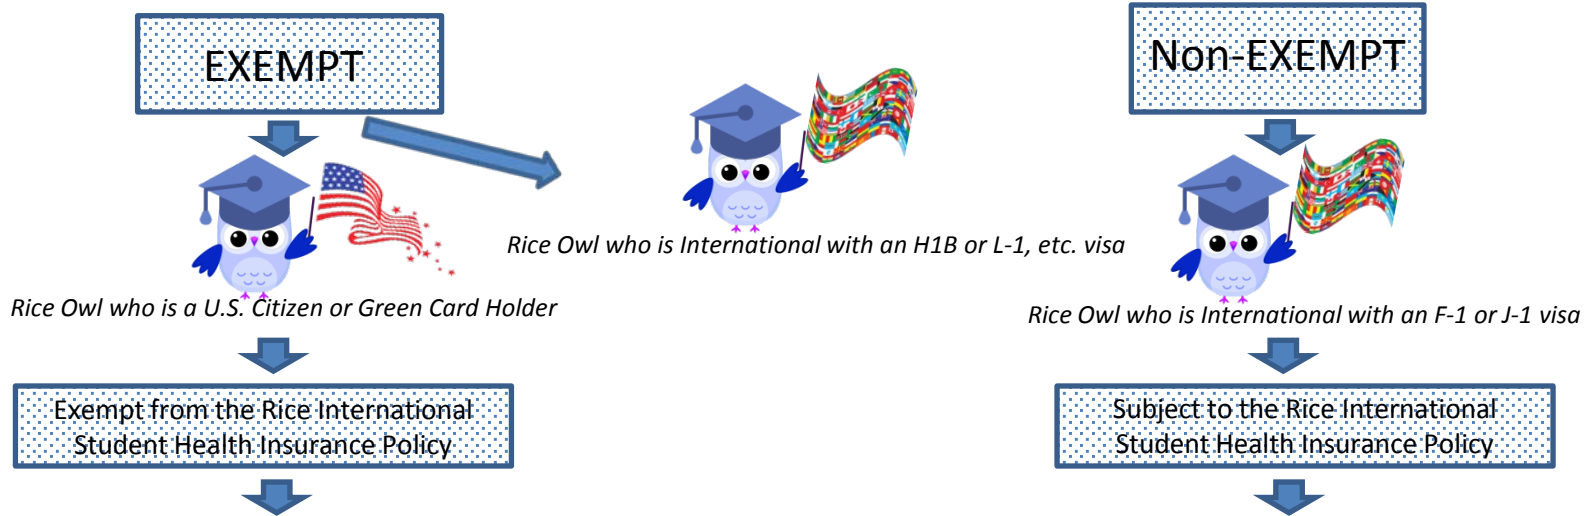 EXEMPT
Non-EXEMPT
Rice Owl who is International with an H1B or L-1, etc. visa
Rice Owl who is a U.S. Citizen or Green Card Holder
Rice Owl who is International with an F-1 or J-1 visa
Exempt from the Rice International
Student Health Insurance Policy
Subject to the Rice International
Student Health Insurance Policy